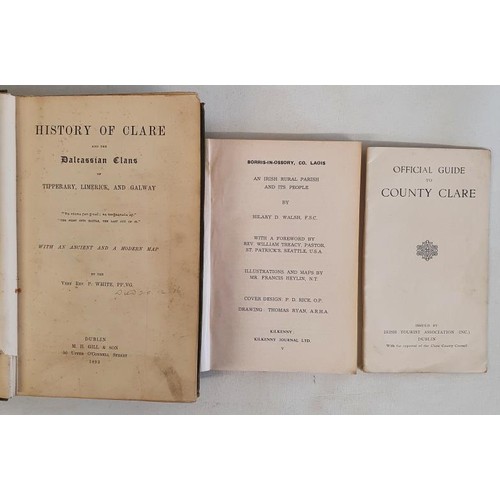 HISTORY OF CLARE
AND THE
Dalcassian Clans
OF
TIPPERARY, LIMERICK, AND GALWAY
WITH AN ANCIENT AND A MODERN MAP
BY THE
VERY REV. P. WHITE, PP. VG.
DUBLIN
M. H. GILL & SON
O'CONNELL STREET
1893
BORRIS-IN-OSSORY, CO. LAOIS
AN IRISH RURAL PARISH
AND ITS PEOPLE
BY
HILARY D. WALSH, F.S.C.
WITH A FOREWORD BY
REV. WILLIAM TREACY, PASTOR,
ST. PATRICK'S, SEATTLE, U.S.A.
ILLUSTRATIONS AND MAPS BY
MR. FRANCIS HEYLIN, N.T.
COVER DESIGN: P. D. BECK, O.P.
DRAWING: THOMAS RYAN, A.R.H.A.
KILKENNY
KILKENNY JOURNAL LTD.
OFFICIAL GUIDE
TO
COUNTY CLARE
ISSUED BY
IRISH TOURIST ASSOCIATION (INC.)
DUBLIN
With the approval of the Clare County Council